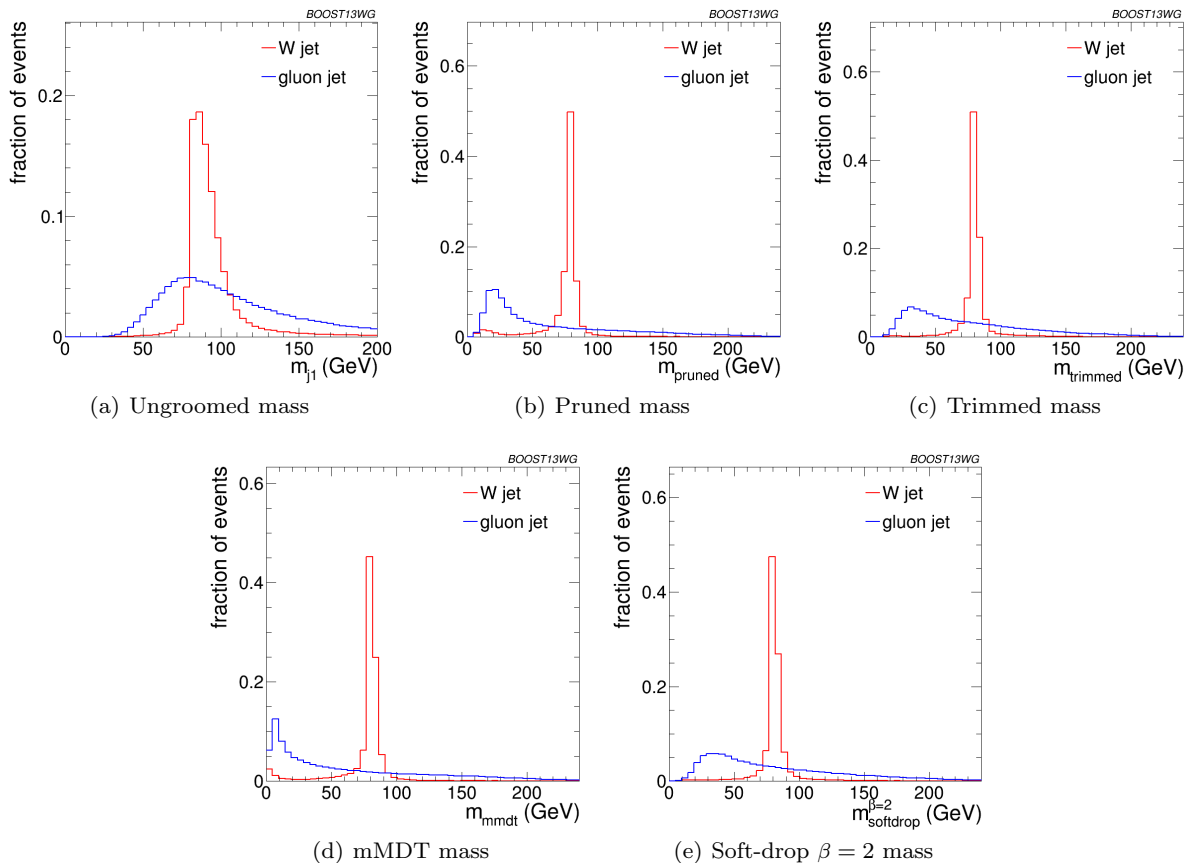 BOOST13WG
fraction of events
W jet
gluon jet
0.2
0.1
0
0 50 100 150 200
m_j1 (GeV)
(a) Ungroomed mass
BOOST13WG
fraction of events
W jet
gluon jet
0.6
0.4
0.2
0
0 50 100 150 200
m_pruned (GeV)
(b) Pruned mass
BOOST13WG
fraction of events
W jet
gluon jet
0.6
0.4
0.2
0
0 50 100 150 200
m_trimmed (GeV)
(c) Trimmed mass
BOOST13WG
fraction of events
W jet
gluon jet
0.6
0.4
0.2
0
0 50 100 150 200
m_mmdt (GeV)
(d) mMDT mass
BOOST13WG
fraction of events
W jet
gluon jet
0.6
0.4
0.2
0
0 50 100 150 200
m_softdrop^β=2 (GeV)
(e) Soft-drop β = 2 mass